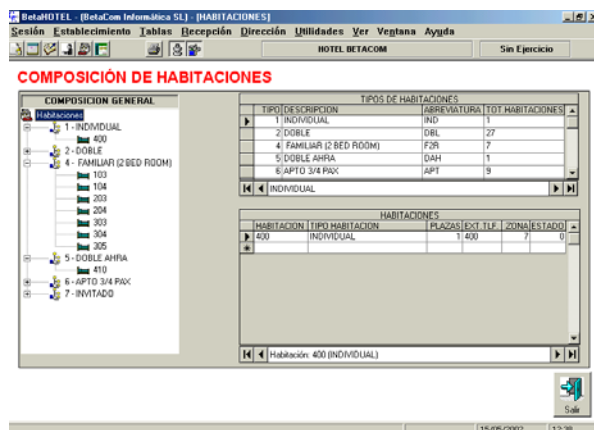 BetaHOTEL - (BetaCom Informática SL) - [HABITACIONES]
Sesión Establecimiento Tablas Recepción Dirección Utilidades Ver Ventana Ayuda
HOTEL BETACOM Sin Ejercicio
COMPOSICIÓN DE HABITACIONES
COMPOSICION GENERAL
Habitaciones
1 - INDIVIDUAL
400
2 - DOBLE
4 - FAMILIAR (2 BED ROOM)
103
104
203
204
303
304
305
5 - DOBLE AHRA
410
6 - APTO 3/4 PAX
7 - INVITADO
TIPOS DE HABITACIONES
TIPO DESCRIPCION ABREVIATURA TOT.HABITACIONES
1 INDIVIDUAL IND 1
2 DOBLE DBL 27
4 FAMILIAR (2 BED ROOM) F2R 7
5 DOBLE AHRA DAH 1
6 APTO 3/4 PAX APT 9
INDIVIDUAL
HABITACIONES
HABITACION TIPO HABITACION PLAZAS EXT.TLF. ZONA ESTADO
400 INDIVIDUAL 1 400 7 0
Habitación: 400 (INDIVIDUAL)
Salir
15/05/2002 12:38